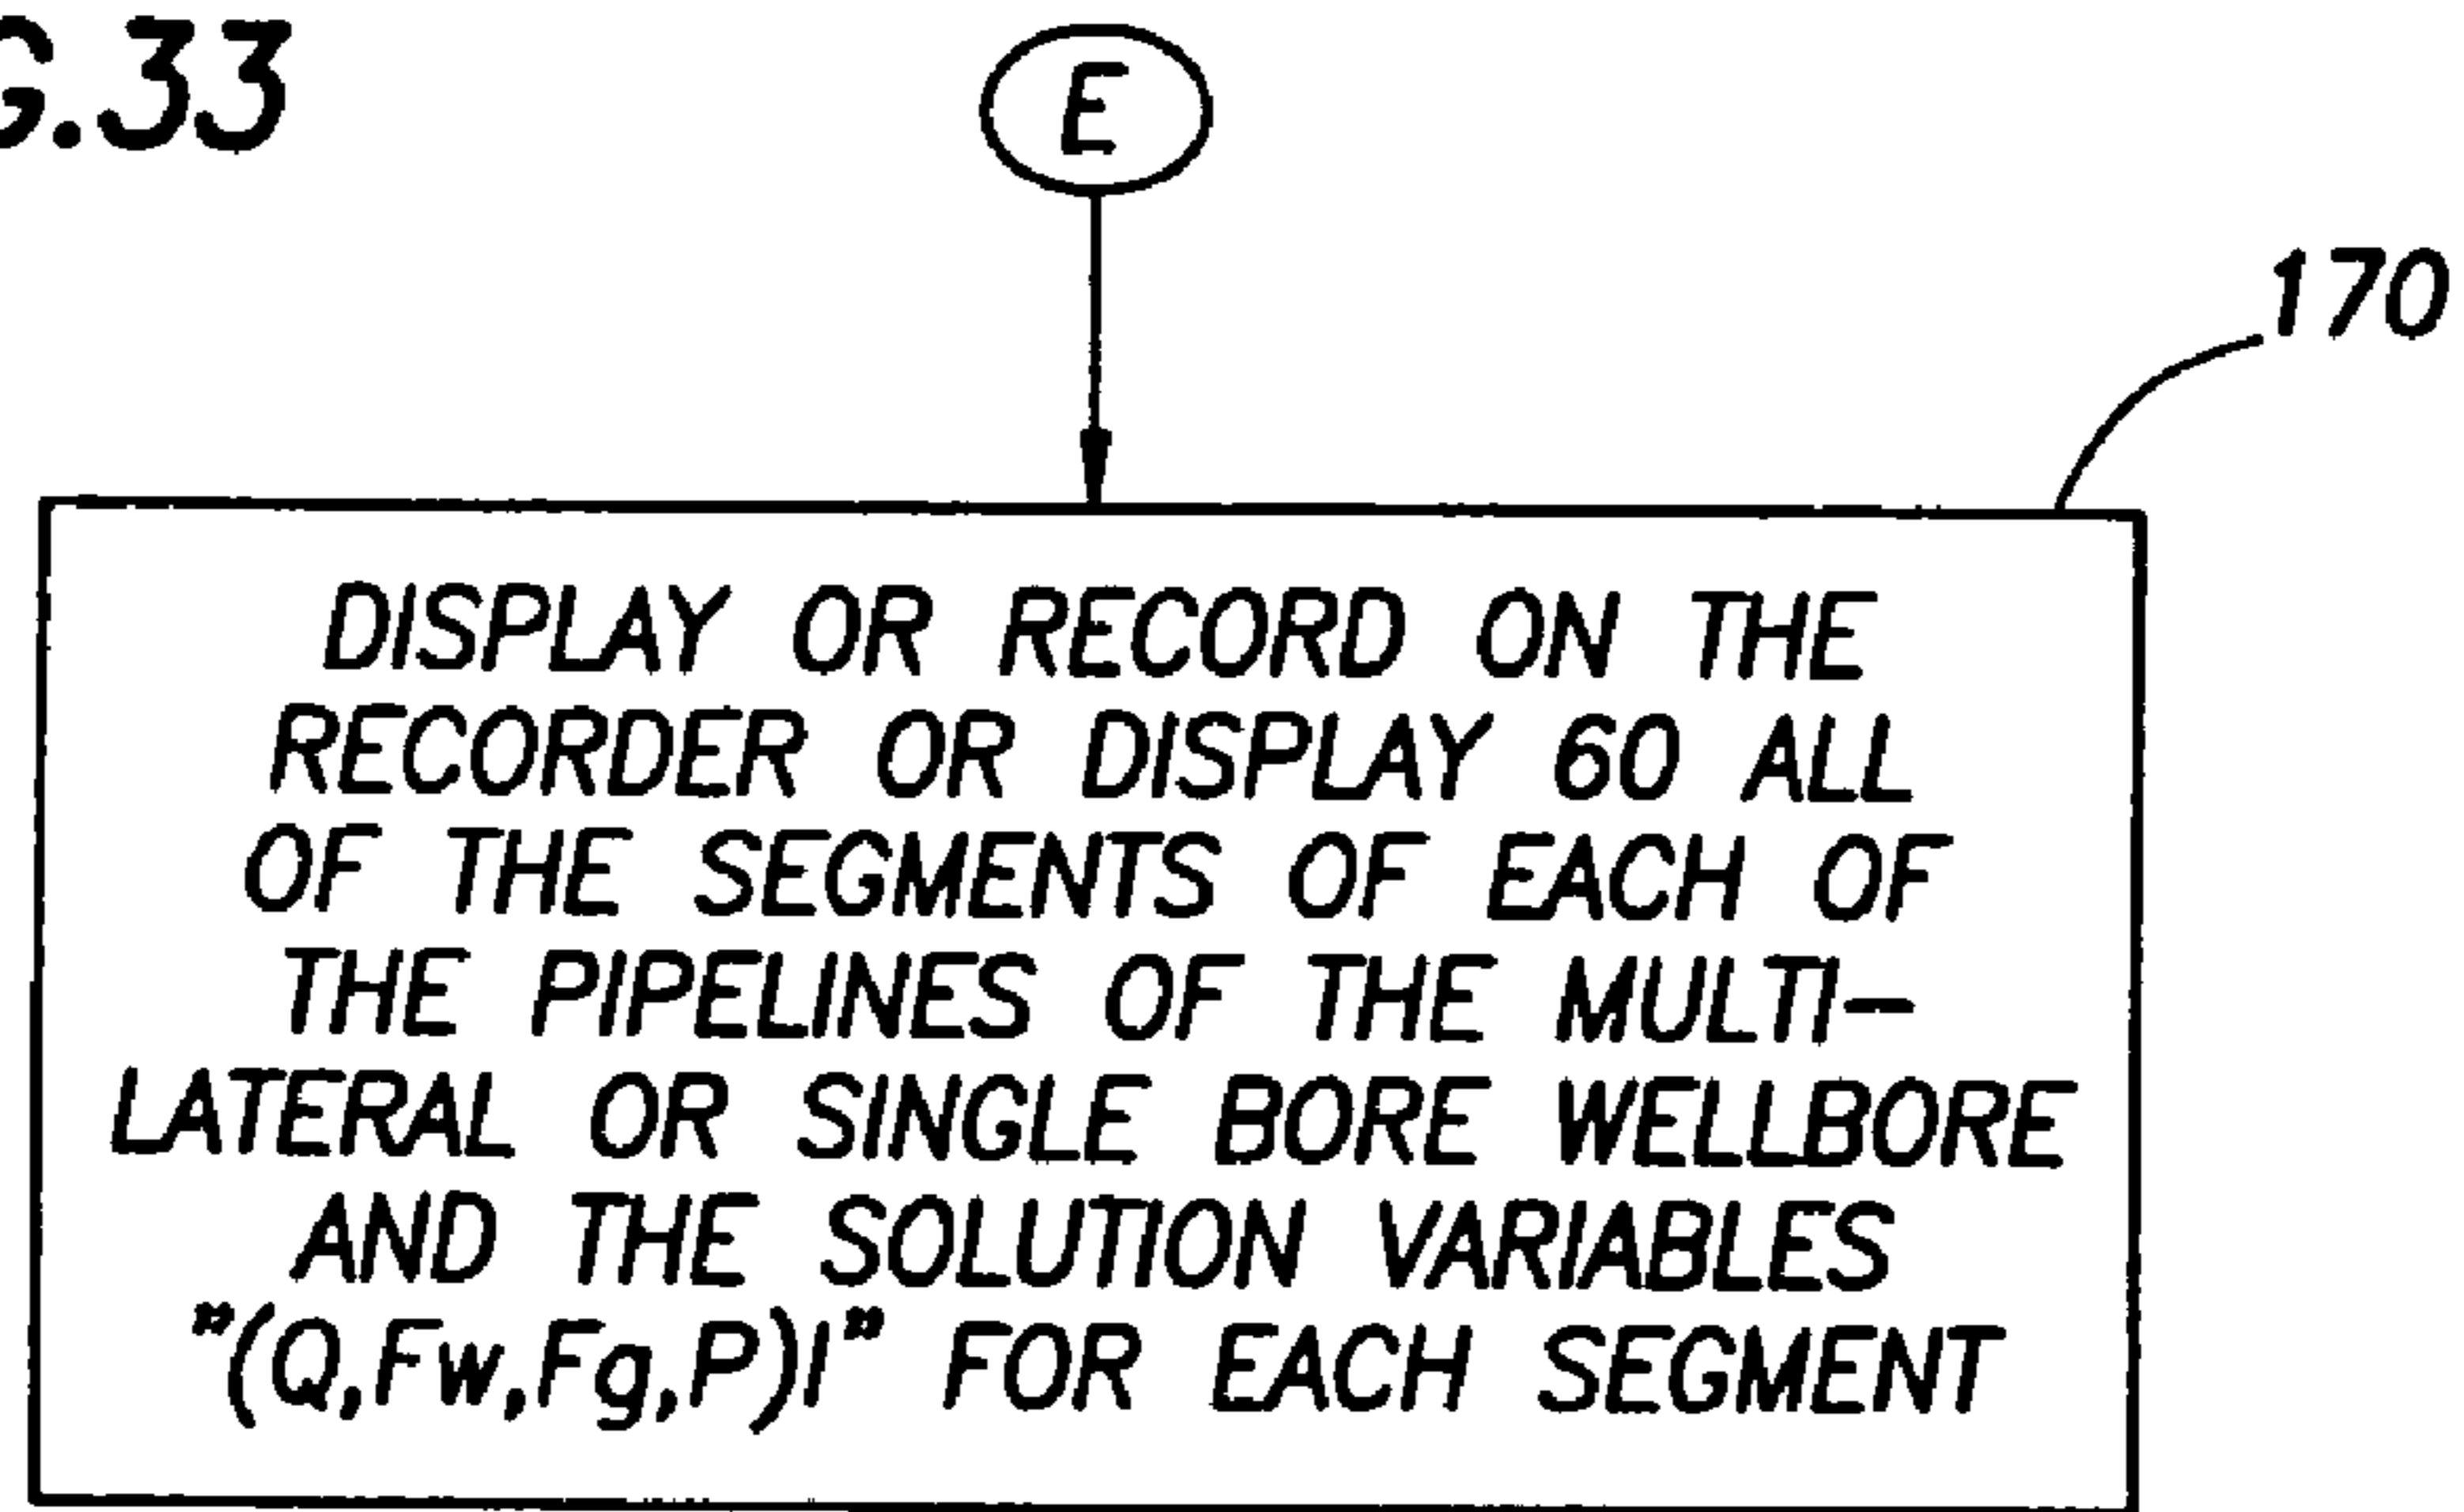 G.33
E
170
DISPLAY OR RECORD ON THE
RECORDER OR DISPLAY 60 ALL
OF THE SEGMENTS OF EACH OF
THE PIPELINES OF THE MULTI-
LATERAL OR SINGLE BORE WELLBORE
AND THE SOLUTION VARIABLES
"(Q,Fw,Fg,P)I" FOR EACH SEGMENT